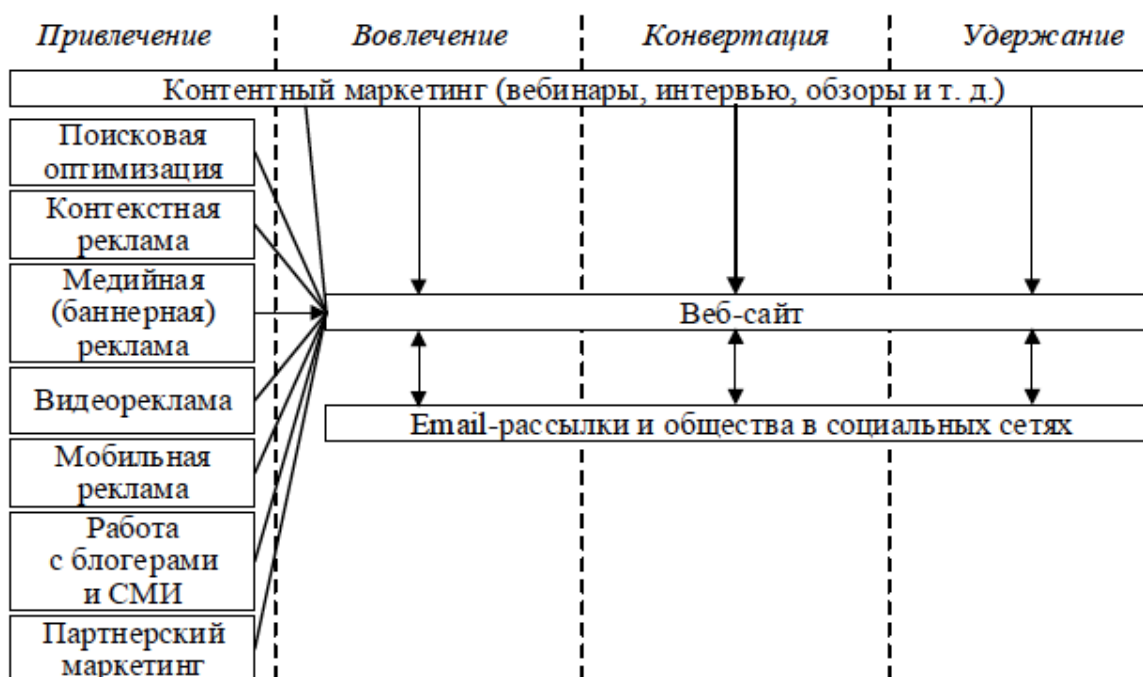 Привлечение Вовлечение Конвертация Удержание
Контентный маркетинг (вебинары, интервью, обзоры и т. д.)
Поисковая
оптимизация
Контекстная
реклама
Медийная
(баннерная)
реклама
Веб-сайт
Видеореклама
Email-рассылки и общества в социальных сетях
Мобильная
реклама
Работа
с блогерами
и СМИ
Партнерский
маркетинг